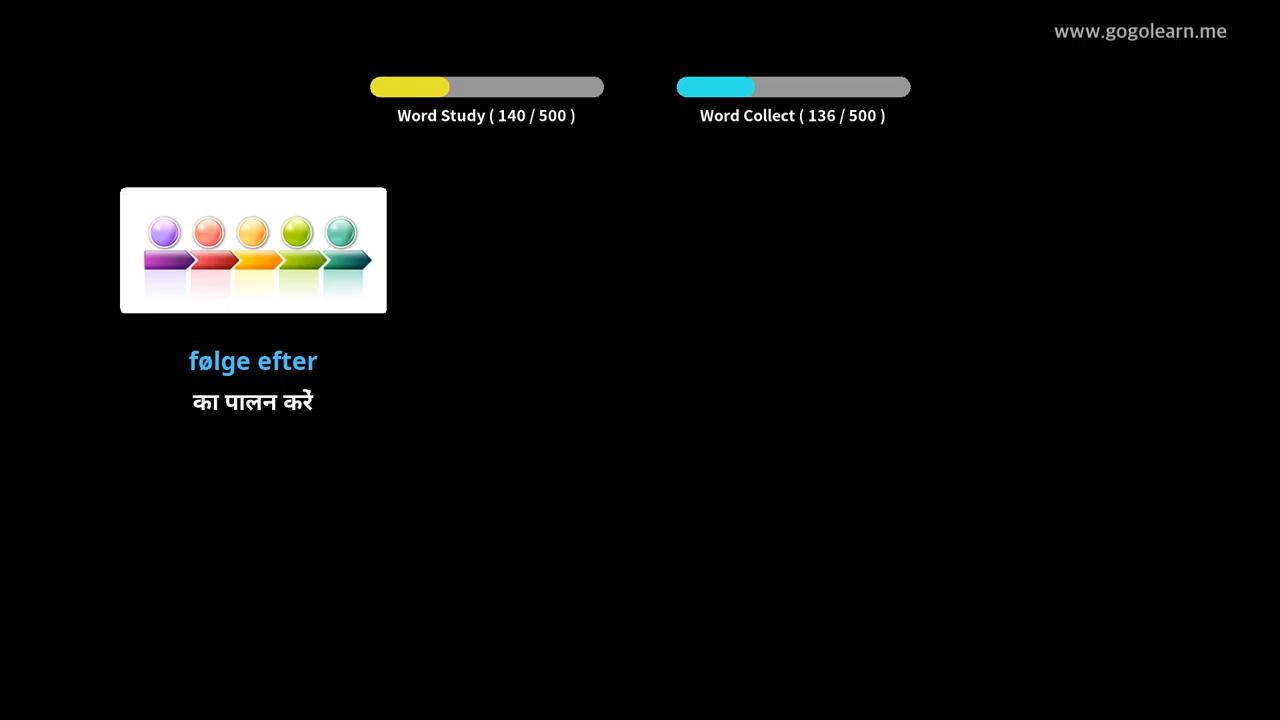 www.gogolearn.me
Word Study ( 140 / 500 )
Word Collect ( 136 / 500 )
følge efter
का पालन करें